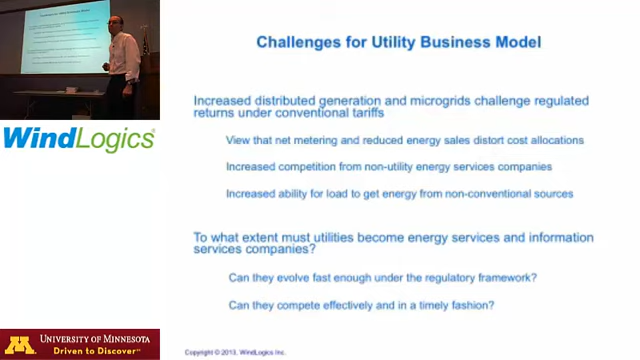 Challenges for Utility Business Model
Increased distributed generation and microgrids challenge regulated
returns under conventional tariffs
View that net metering and reduced energy sales distort cost allocations
Increased competition from non-utility energy services companies
Increased ability for load to get energy from non-conventional sources
To what extent must utilities become energy services and information
services companies?
Can they evolve fast enough under the regulatory framework?
Can they compete effectively and in a timely fashion?
WindLogics®
M
UNIVERSITY OF MINNESOTA
Driven to Discover℠
Copyright © 2013, WindLogics Inc.